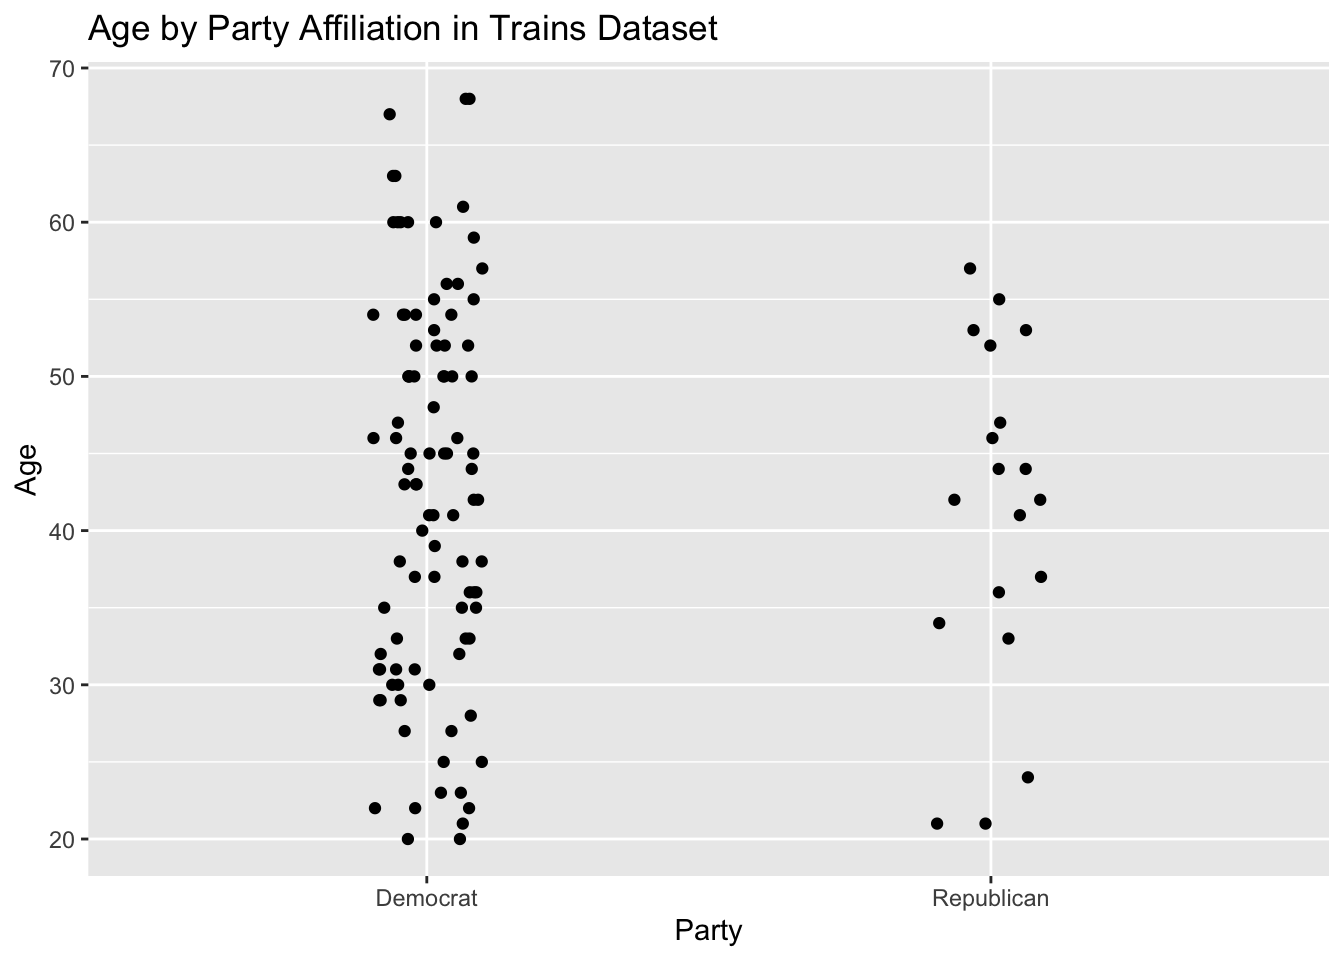 Age by Party Affiliation in Trains Dataset
70
60
50
40
30
20
Age
Democrat
Republican
Party